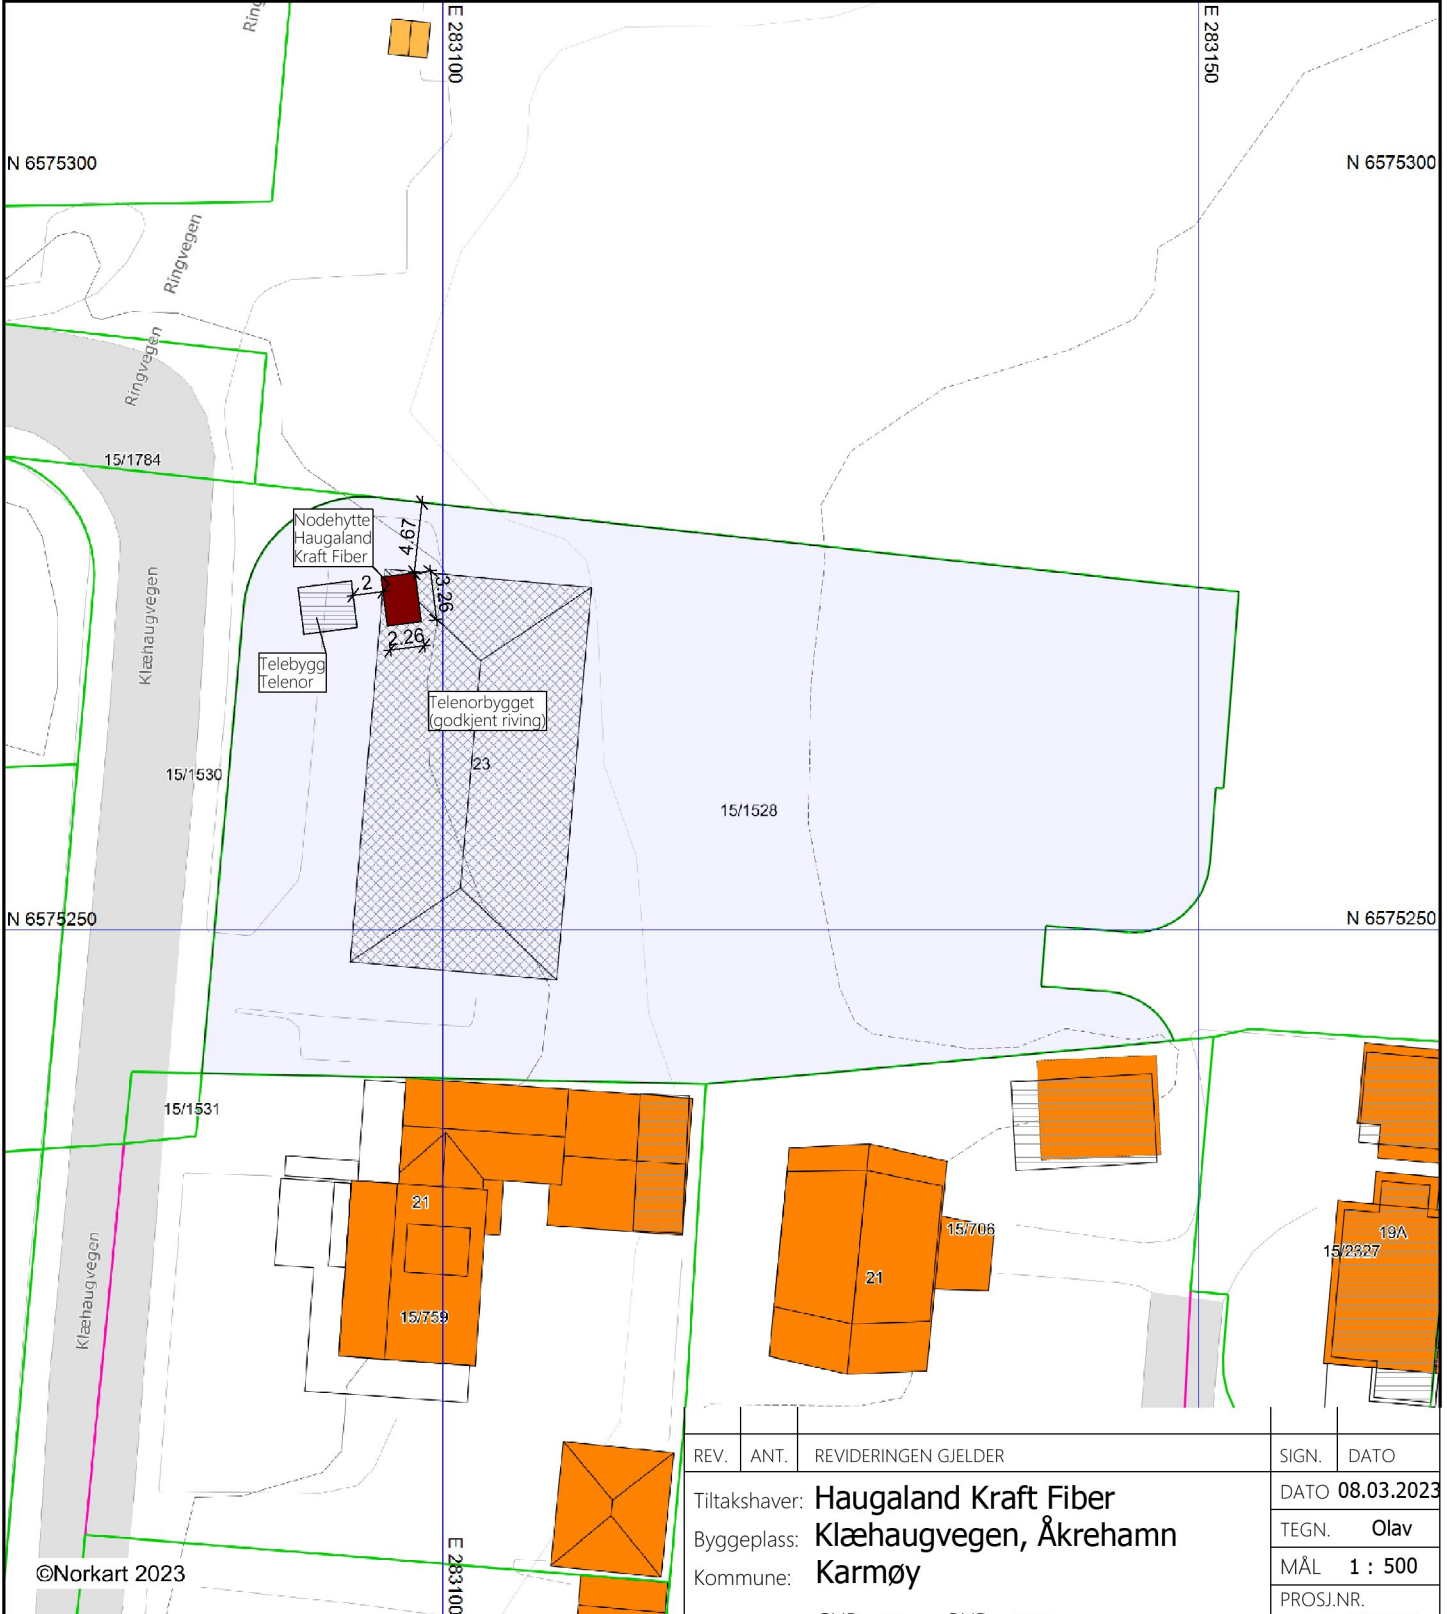 Ring
E 283100
E 283150
N 6575300
N 6575300
Ringvegen
Ringvegen
15/1784
Nodehytte
Haugaland
Kraft Fiber
4.67
2
3.26
2.26
Klæhaugvegen
Telebygg
Telenor
Telenorbygget
(godkjent riving)
23
15/1530
15/1528
N 6575250
N 6575250
15/1531
21
15/706
19A
15/2327
Klæhaugvegen
21
15/759
REV. ANT. REVIDERINGEN GJELDER SIGN. DATO
Tiltakshaver: Haugaland Kraft Fiber
DATO 08.03.2023
Byggeplass: Klæhaugvegen, Åkrehamn
TEGN. Olav
Kommune: Karmøy
MÅL 1 : 500
PROSJ.NR.
E 283100
©Norkart 2023